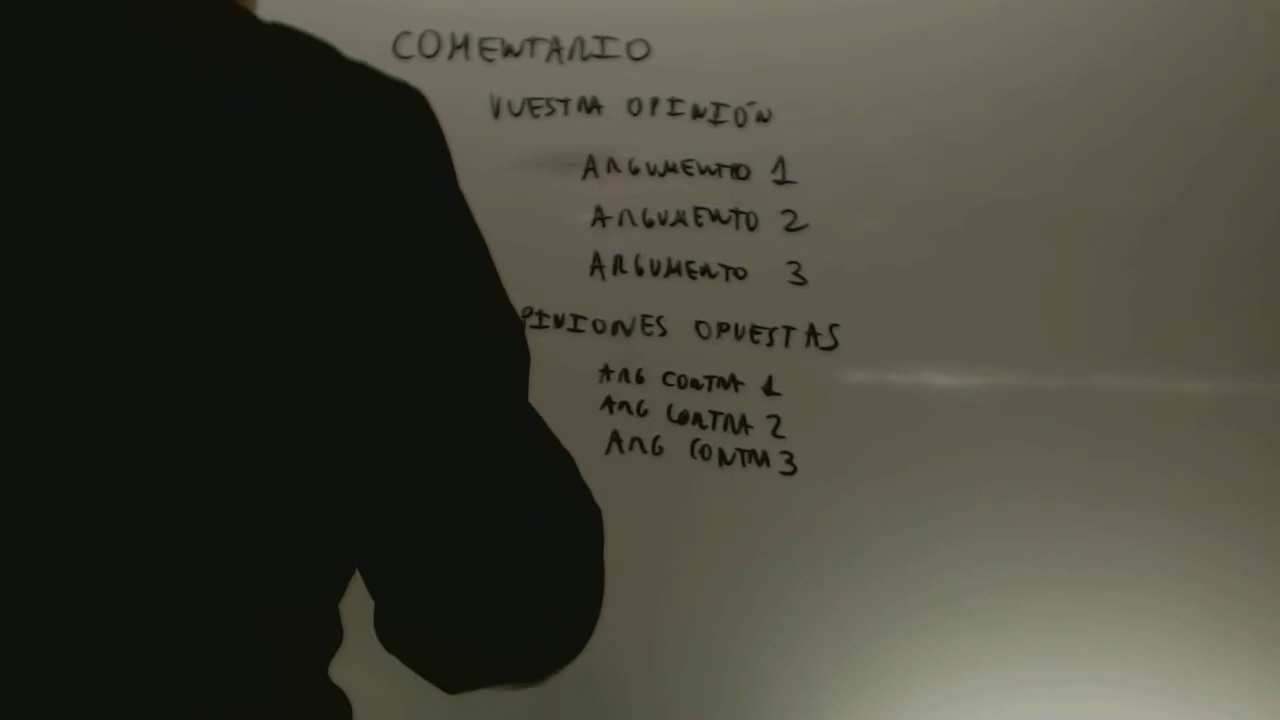 COMENTARIO
VUESTRA OPINIÓN
ARGUMENTO 1
ARGUMENTO 2
ARGUMENTO 3
PINIONES OPUESTAS
ARG CONTRA 1
ARG CONTRA 2
ARG CONTRA 3